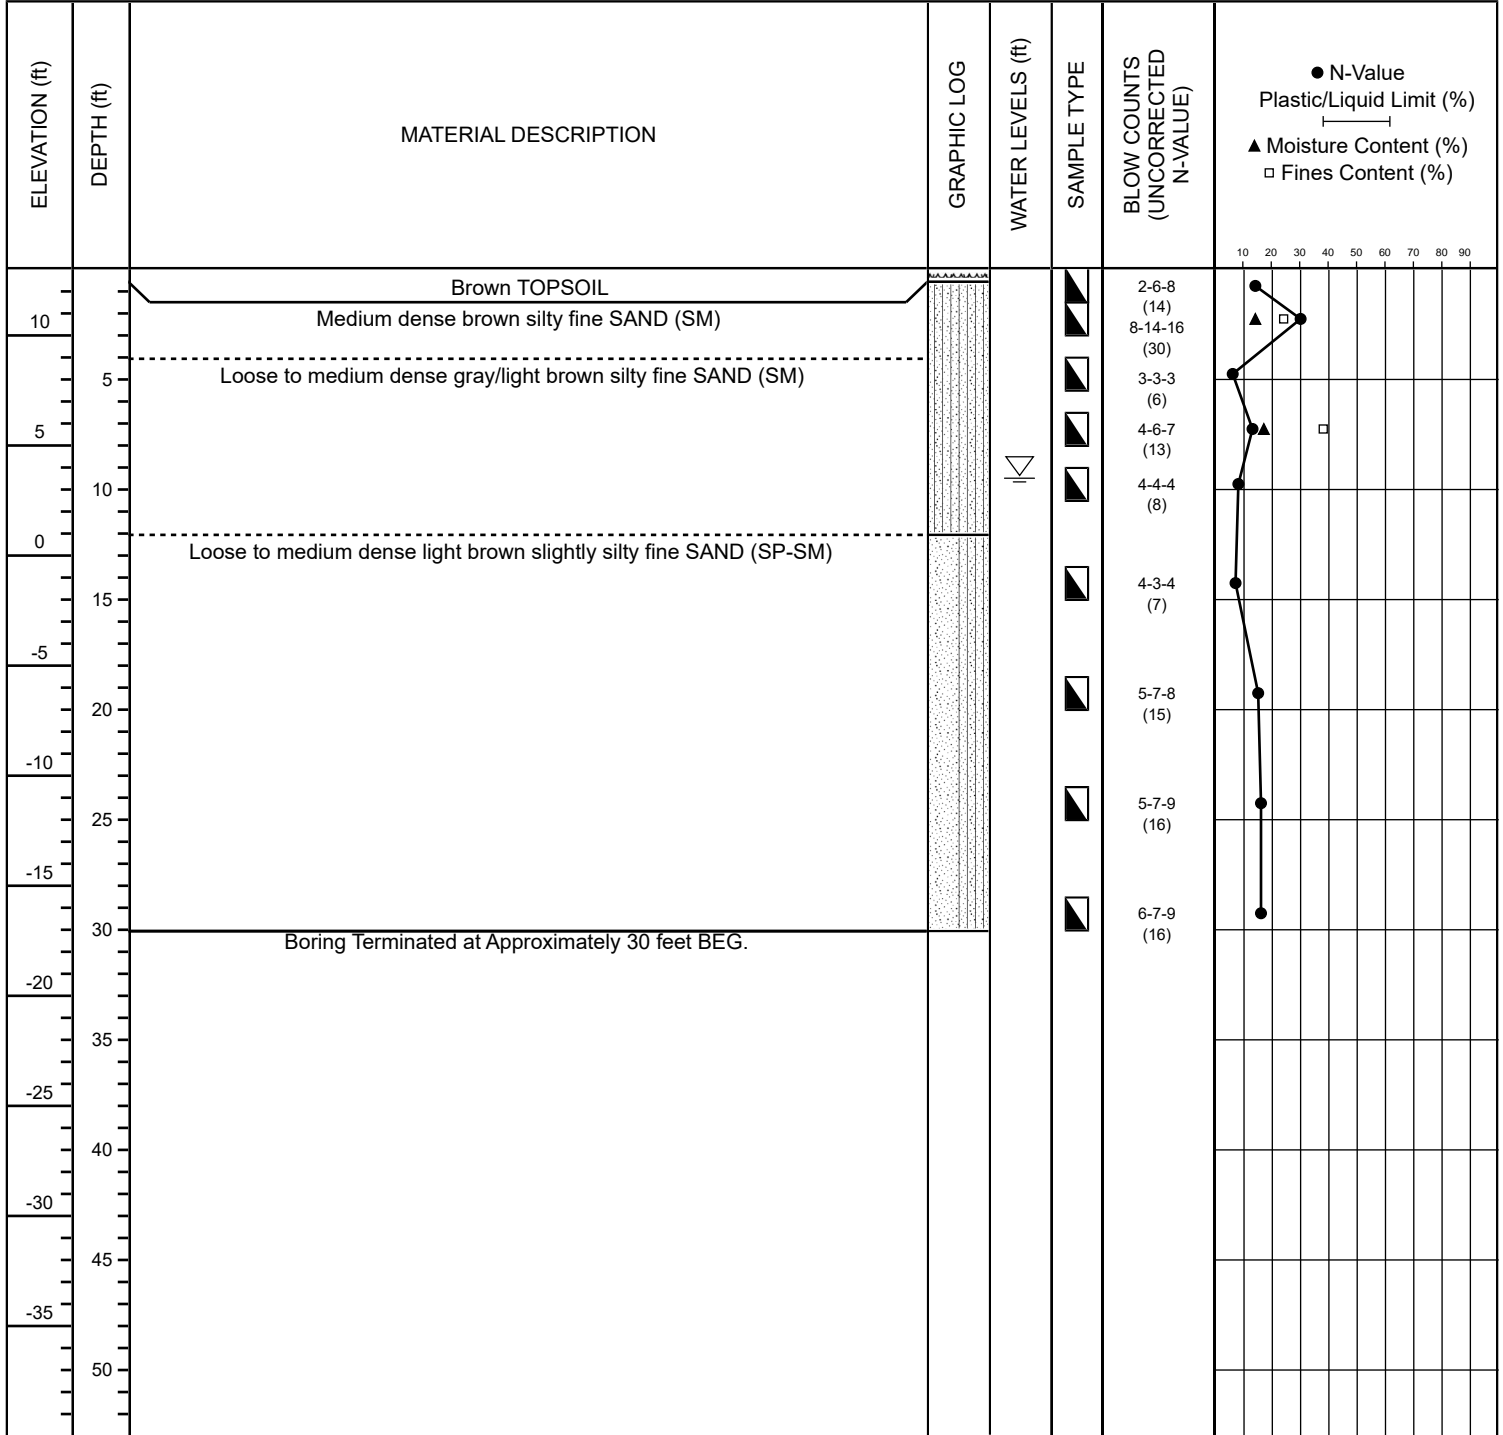 ELEVATION (ft)
DEPTH (ft)
MATERIAL DESCRIPTION
GRAPHIC LOG
WATER LEVELS (ft)
SAMPLE TYPE
BLOW COUNTS
(UNCORRECTED
N-VALUE)
N-Value
Plastic/Liquid Limit (%)
Moisture Content (%)
Fines Content (%)
10 20 30 40 50 60 70 80 90
Brown TOPSOIL
2-6-8
(14)
10
Medium dense brown silty fine SAND (SM)
8-14-16
(30)
5
Loose to medium dense gray/light brown silty fine SAND (SM)
3-3-3
(6)
5
4-6-7
(13)
10
4-4-4
(8)
0
Loose to medium dense light brown slightly silty fine SAND (SP-SM)
4-3-4
(7)
15
-5
5-7-8
(15)
20
-10
5-7-9
(16)
25
-15
6-7-9
(16)
30
Boring Terminated at Approximately 30 feet BEG.
-20
35
-25
40
-30
45
-35
50